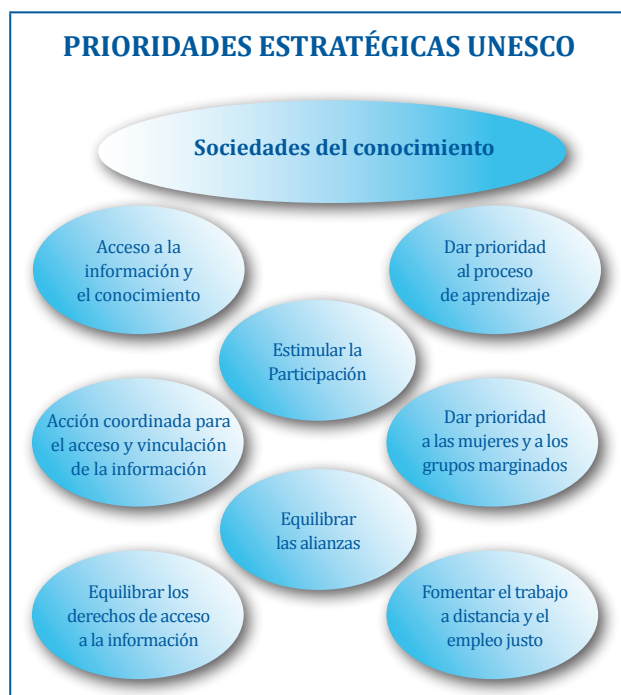 PRIORIDADES ESTRATÉGICAS UNESCO
Sociedades del conocimiento
Acceso a la
información y
el conocimiento
Dar prioridad
al proceso
de aprendizaje
Estimular la
Participación
Acción coordinada para
el acceso y vinculación
de la información
Dar prioridad
a las mujeres y a los
grupos marginados
Equilibrar
las alianzas
Equilibrar los
derechos de acceso
a la información
Fomentar el trabajo
a distancia y el
empleo justo